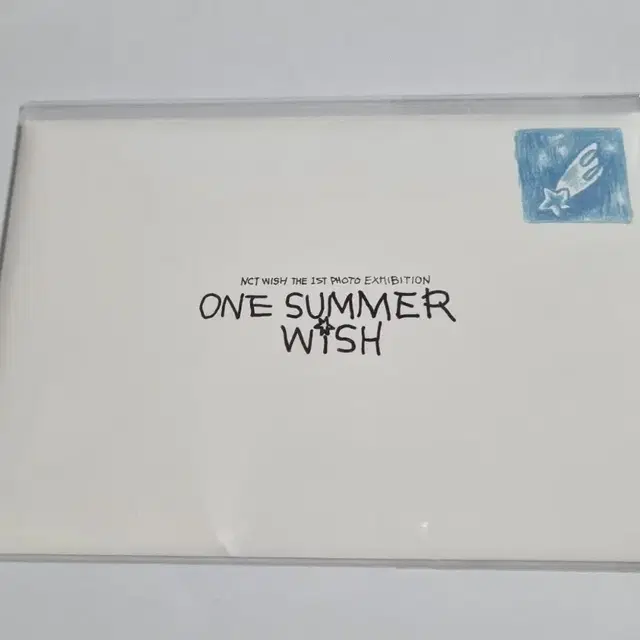 NCT WISH THE 1ST PHOTO EXHIBITION
ONE SUMMER
WISH